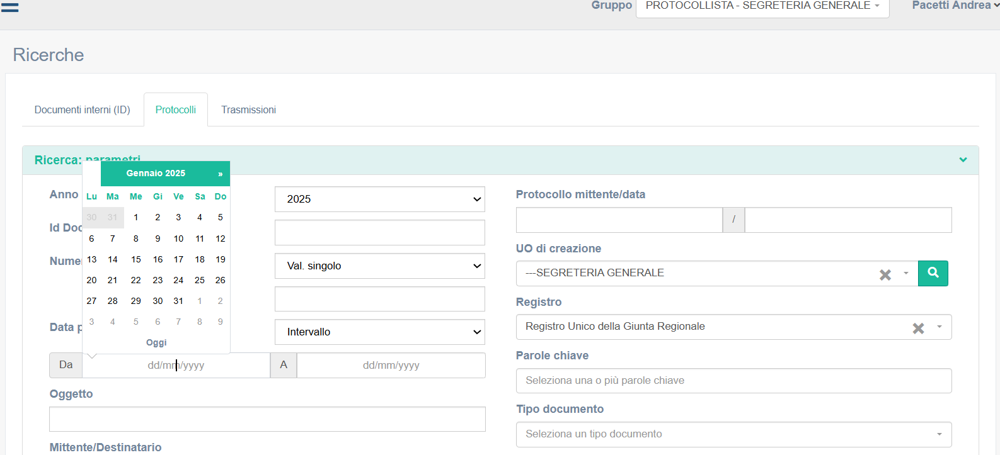 Gruppo PROTOCOLLISTA - SEGRETERIA GENERALE Pacetti Andrea
Ricerche
Documenti interni (ID) Protocolli Trasmissioni
Ricerca: parametri
Gennaio 2025 »
Lu Ma Me Gi Ve Sa Do
30 31 1 2 3 4 5
6 7 8 9 10 11 12
13 14 15 16 17 18 19
20 21 22 23 24 25 26
27 28 29 30 31 1 2
3 4 5 6 7 8 9
Oggi
Anno 2025
Id Doc
Numer Val. singolo
Data p Intervallo
Da dd/mm/yyyy A dd/mm/yyyy
Oggetto
Mittente/Destinatario
Protocollo mittente/data
/
UO di creazione
---SEGRETERIA GENERALE
Registro
Registro Unico della Giunta Regionale
Parole chiave
Seleziona una o più parole chiave
Tipo documento
Seleziona un tipo documento